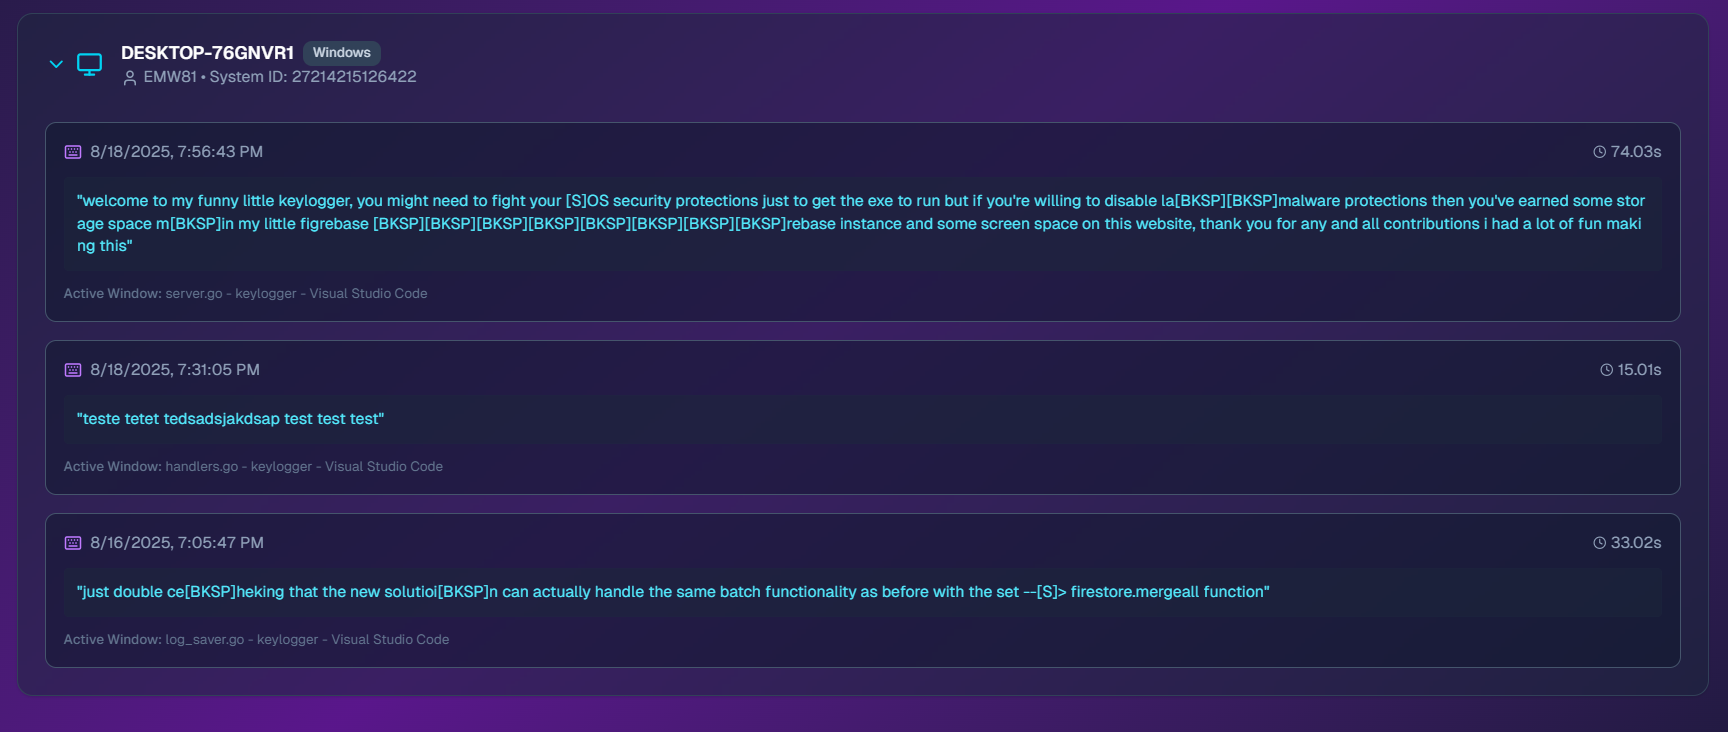 DESKTOP-76GNVR1 Windows
EMW81 • System ID: 27214215126422
8/18/2025, 7:56:43 PM 74.03s
"welcome to my funny little keylogger, you might need to fight your [S]OS security protections just to get the exe to run but if you're willing to disable la[BKSP][BKSP]malware protections then you've earned some stor
age space m[BKSP]in my little figrebase [BKSP][BKSP][BKSP][BKSP][BKSP][BKSP][BKSP][BKSP]rebase instance and some screen space on this website, thank you for any and all contributions i had a lot of fun maki
ng this"
Active Window: server.go - keylogger - Visual Studio Code
8/18/2025, 7:31:05 PM 15.01s
"teste tetet tedsadsjakdsap test test test"
Active Window: handlers.go - keylogger - Visual Studio Code
8/16/2025, 7:05:47 PM 33.02s
"just double ce[BKSP]heking that the new solutioi[BKSP]n can actually handle the same batch functionality as before with the set --[S]> firestore.mergeall function"
Active Window: log_saver.go - keylogger - Visual Studio Code